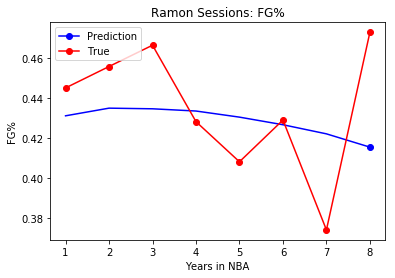 Ramon Sessions: FG%
Prediction
True
FG%
0.46
0.44
0.42
0.40
0.38
1 2 3 4 5 6 7 8
Years in NBA